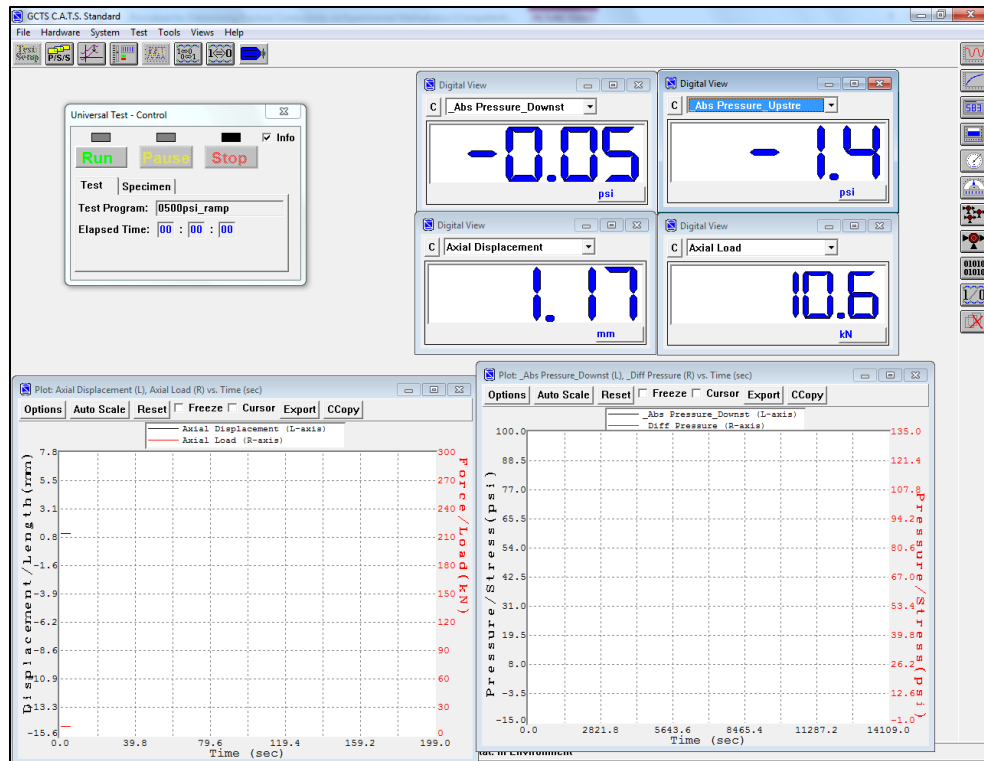 GCTS C.A.T.S. Standard
File Hardware System Test Tools Views Help
Test Setup
P/S/S
1⇔0
Universal Test - Control
Info
Run Pause Stop
Test Specimen
Test Program: 0500psi_ramp
Elapsed Time: 00 : 00 : 00
Digital View
C _Abs Pressure_Downst
-0.05
psi
Digital View
C _Abs Pressure_Upstre
-1.4
psi
Digital View
C Axial Displacement
1.17
mm
Digital View
C Axial Load
10.6
kN
583
01010
01010
1/0
Plot: Axial Displacement (L), Axial Load (R) vs. Time (sec)
Options Auto Scale Reset Freeze Cursor Export CCopy
Axial Displacement (L-axis)
Axial Load (R-axis)
Displacement/Length(mm)
7.8
5.5
3.1
0.8
-1.6
-3.9
-6.2
-8.6
-10.9
-13.3
-15.6
Force/Load(kN)
300
270
240
210
180
150
120
90
60
30
0
0.0 39.8 79.6 119.4 159.2 199.0
Time (sec)
Plot: _Abs Pressure_Downst (L), _Diff Pressure (R) vs. Time (sec)
Options Auto Scale Reset Freeze Cursor Export CCopy
_Abs Pressure_Downst (L-axis)
_Diff Pressure (R-axis)
Pressure/Stress(psi)
100.0
88.5
77.0
65.5
54.0
42.5
31.0
19.5
8.0
-3.5
-15.0
Pressure/Stress(psi)
135.0
121.4
107.8
94.2
80.6
67.0
53.4
39.8
26.2
12.6
-1.0
0.0 2821.8 5643.6 8465.4 11287.2 14109.0
Time (sec)
in Environment